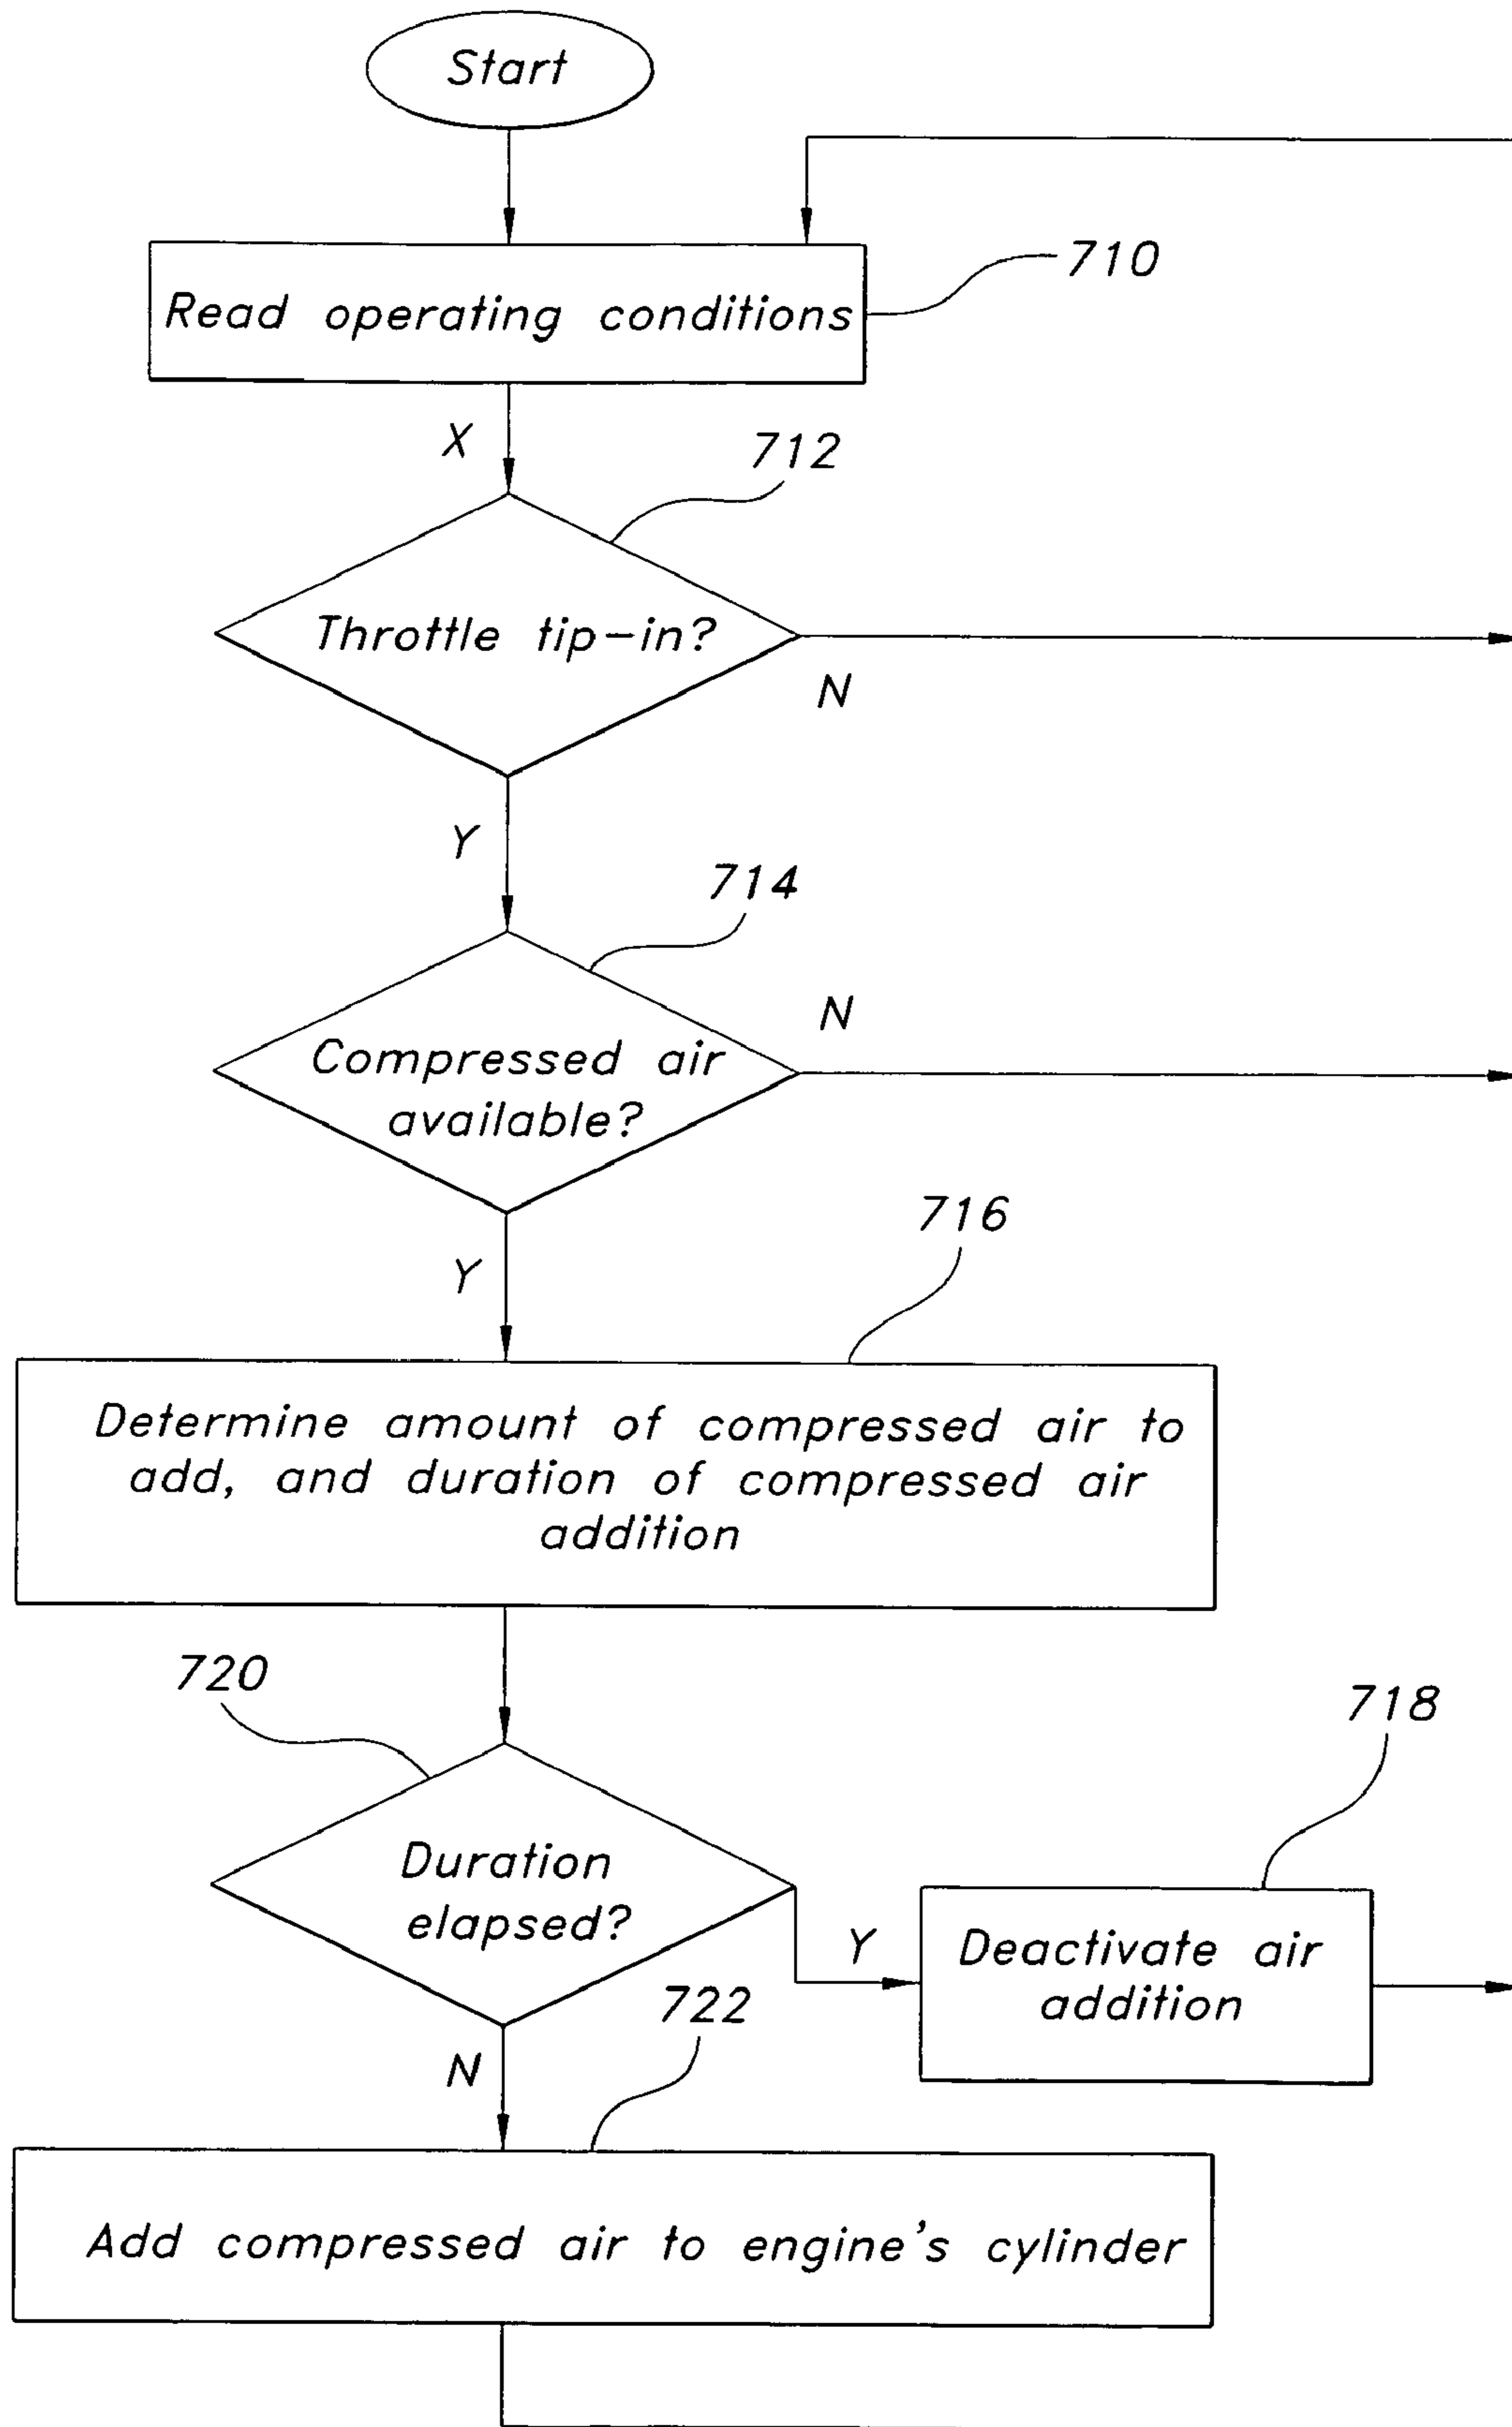 Start
710
Read operating conditions
X
712
Throttle tip-in?
N
Y
714
N
Compressed air
available?
716
Y
Determine amount of compressed air to
add, and duration of compressed air
addition
720
718
Duration
elapsed?
Y
Deactivate air
addition
722
N
Add compressed air to engine's cylinder